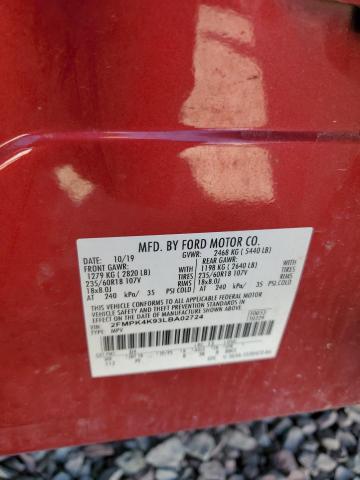 MFD. BY FORD MOTOR CO.
DATE: 10/19 GVWR: 2468 KG ( 5440 LB)
FRONT GAWR: REAR GAWR:
1279 KG ( 2820 LB) 1198 KG ( 2640 LB)
235/60R18 107V TIRES 235/60R18 107V
18x8.0J RIMS 18x8.0J
AT 240 kPa/ 35 PSI COLD AT 240 kPa/ 35 PSI COLD
THIS VEHICLE CONFORMS TO ALL APPLICABLE FEDERAL MOTOR
VEHICLE SAFETY AND THEFT PREVENTION STANDARDS IN EFFECT ON
THE DATE OF MANUFACTURE SHOWN ABOVE.
VIN: 2FMPK4K93LBA02724
TYPE: MPV